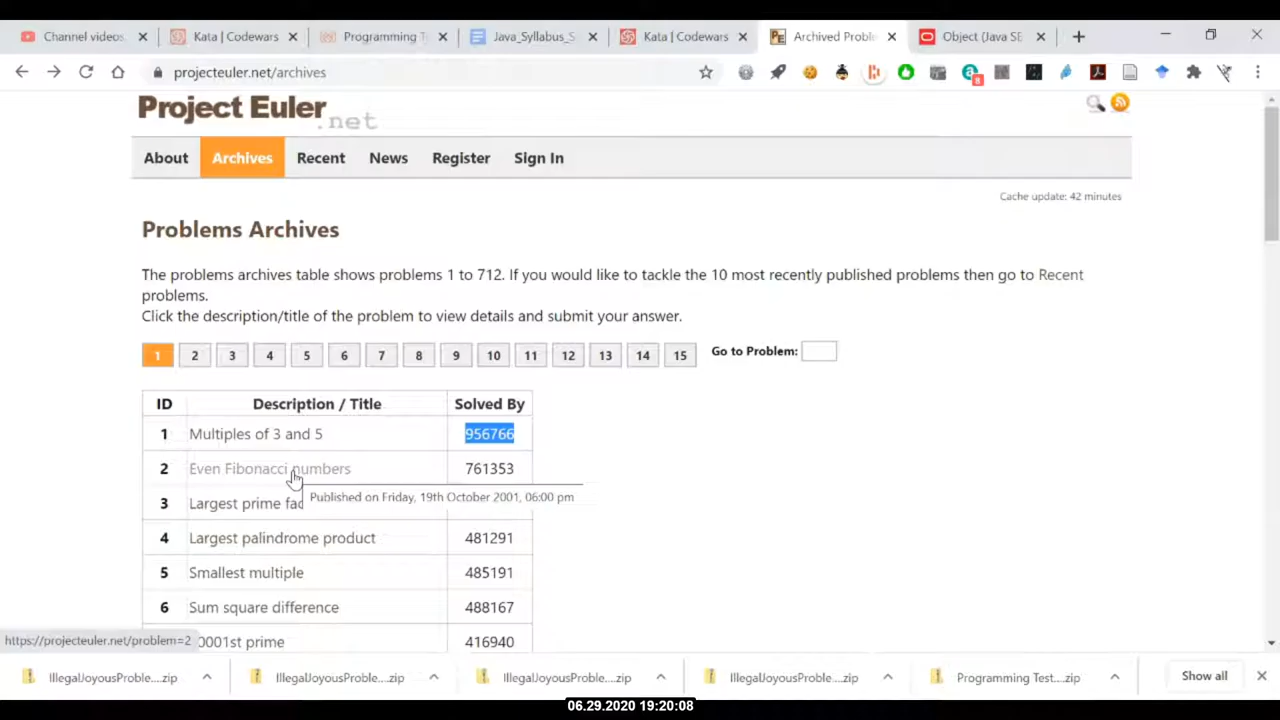 Channel videos
Kata | Codewars
Programming T
Java_Syllabus_S
Kata | Codewars
Archived Proble
Object (Java SE
projecteuler.net/archives
8
Project Euler
.net
About
Archives
Recent
News
Register
Sign In
Cache update: 42 minutes
Problems Archives
The problems archives table shows problems 1 to 712. If you would like to tackle the 10 most recently published problems then go to Recent
problems.
Click the description/title of the problem to view details and submit your answer.
1 2 3 4 5 6 7 8 9 10 11 12 13 14 15 Go to Problem:
ID Description / Title Solved By
1 Multiples of 3 and 5 956766
2 Even Fibonacci numbers 761353
Published on Friday, 19th October 2001, 06:00 pm
3 Largest prime fac
4 Largest palindrome product 481291
5 Smallest multiple 485191
6 Sum square difference 488167
0001st prime 416940
https://projecteuler.net/problem=2
IllegalJoyousProble....zip
IllegalJoyousProble....zip
IllegalJoyousProble....zip
IllegalJoyousProble....zip
Programming Test....zip
Show all
06.29.2020 19:20:08